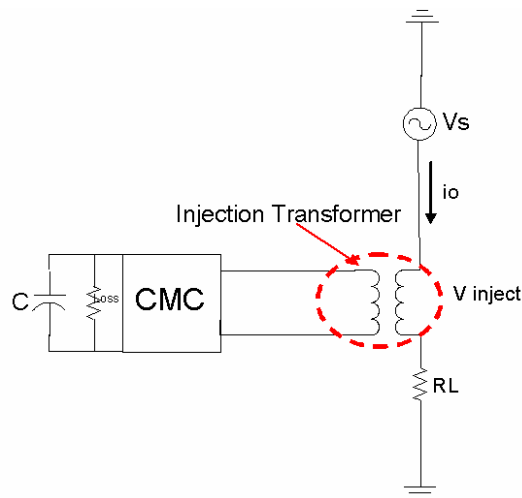 Vs
io
Injection Transformer
V inject
C
Loss
CMC
RL